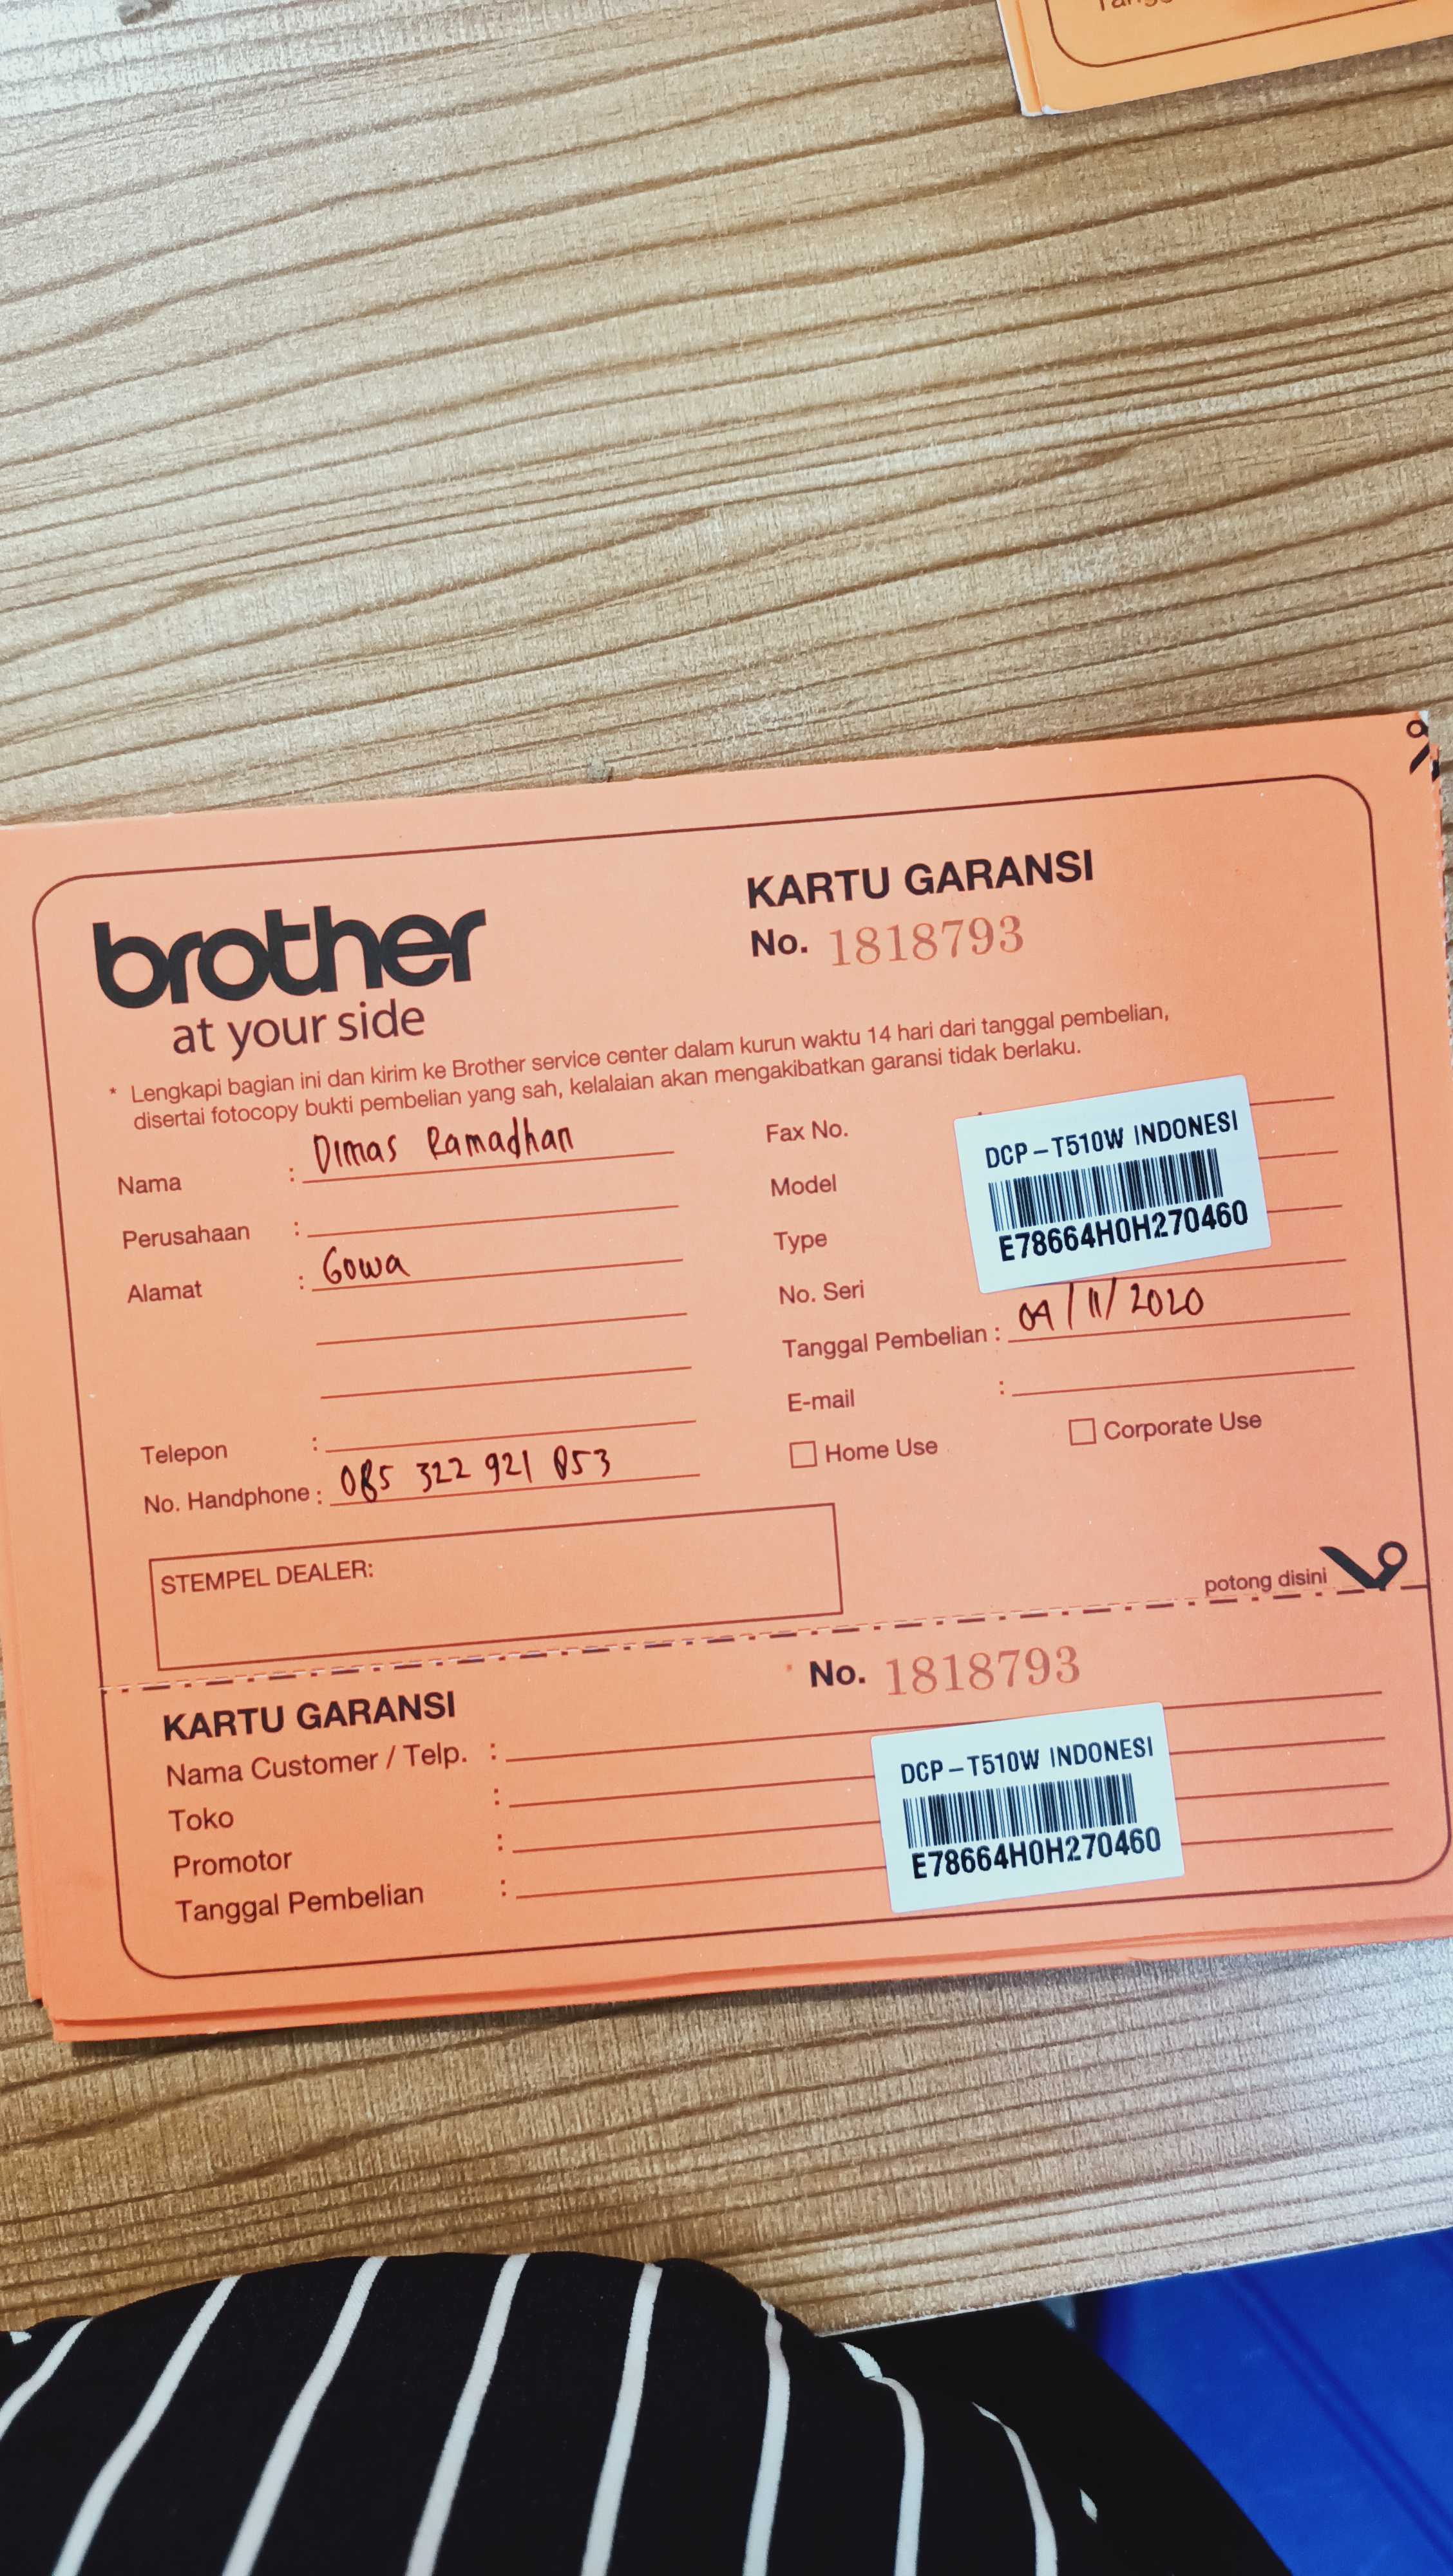 Tangg
brother
at your side
KARTU GARANSI
No. 1818793
* Lengkapi bagian ini dan kirim ke Brother service center dalam kurun waktu 14 hari dari tanggal pembelian,
disertai fotocopy bukti pembelian yang sah, kelalaian akan mengakibatkan garansi tidak berlaku.
Nama : Dimas Ramadhan
Perusahaan :
Alamat : Gowa
Telepon :
No. Handphone : 085 322 921 853
Fax No. :
Model
Type
No. Seri
DCP-T510W INDONESI
E78664H0H270460
Tanggal Pembelian : 09/11/2020
E-mail :
Home Use
Corporate Use
STEMPEL DEALER:
potong disini
KARTU GARANSI
No. 1818793
Nama Customer / Telp. :
Toko :
Promotor :
Tanggal Pembelian :
DCP-T510W INDONESI
E78664H0H270460